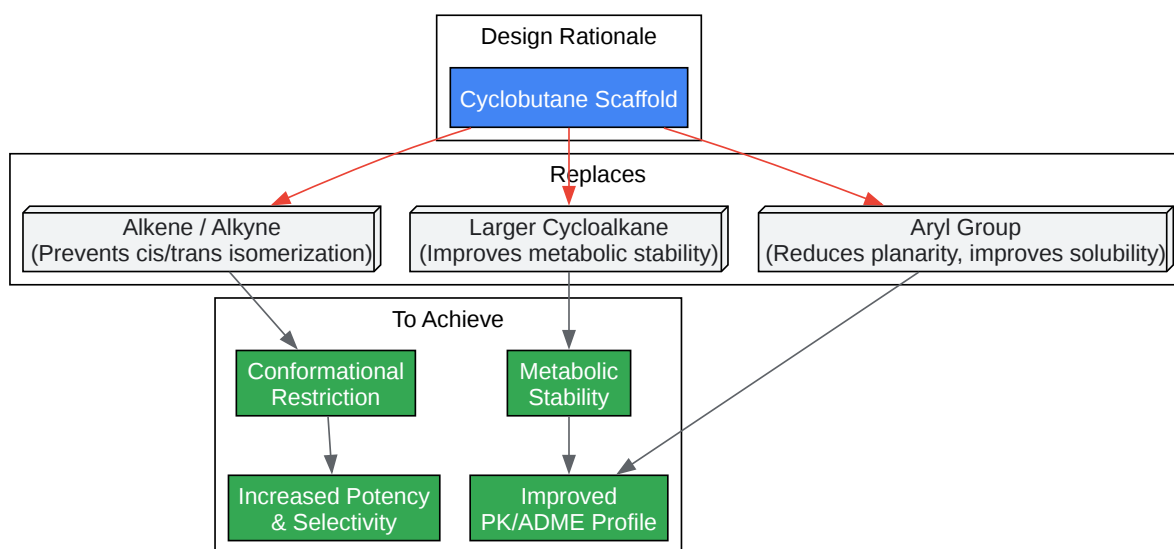 Design Rationale
Cyclobutane Scaffold
Replaces
Alkene / Alkyne
(Prevents cis/trans isomerization)
Larger Cycloalkane
(Improves metabolic stability)
Aryl Group
(Reduces planarity, improves solubility)
To Achieve
Conformational
Restriction
Metabolic
Stability
Increased Potency
& Selectivity
Improved
PK/ADME Profile